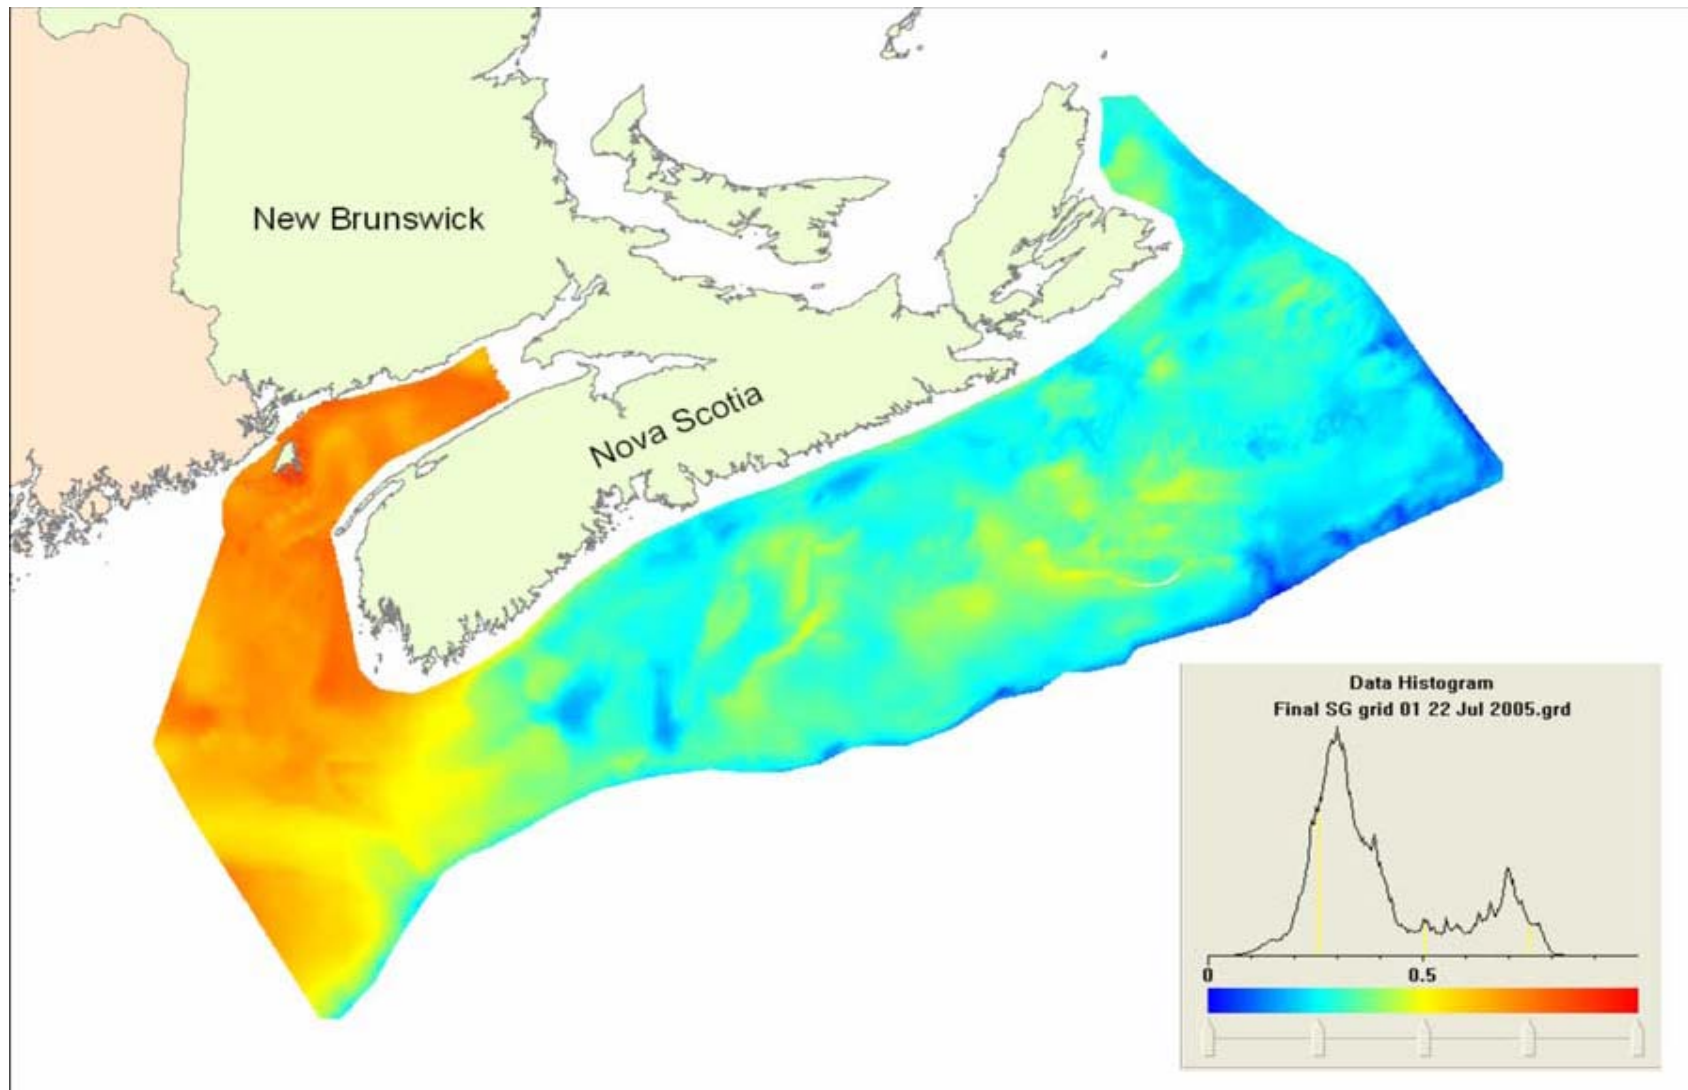 New Brunswick
Nova Scotia
Data Histogram
Final SG grid 01 22 Jul 2005.grd
0
0.5